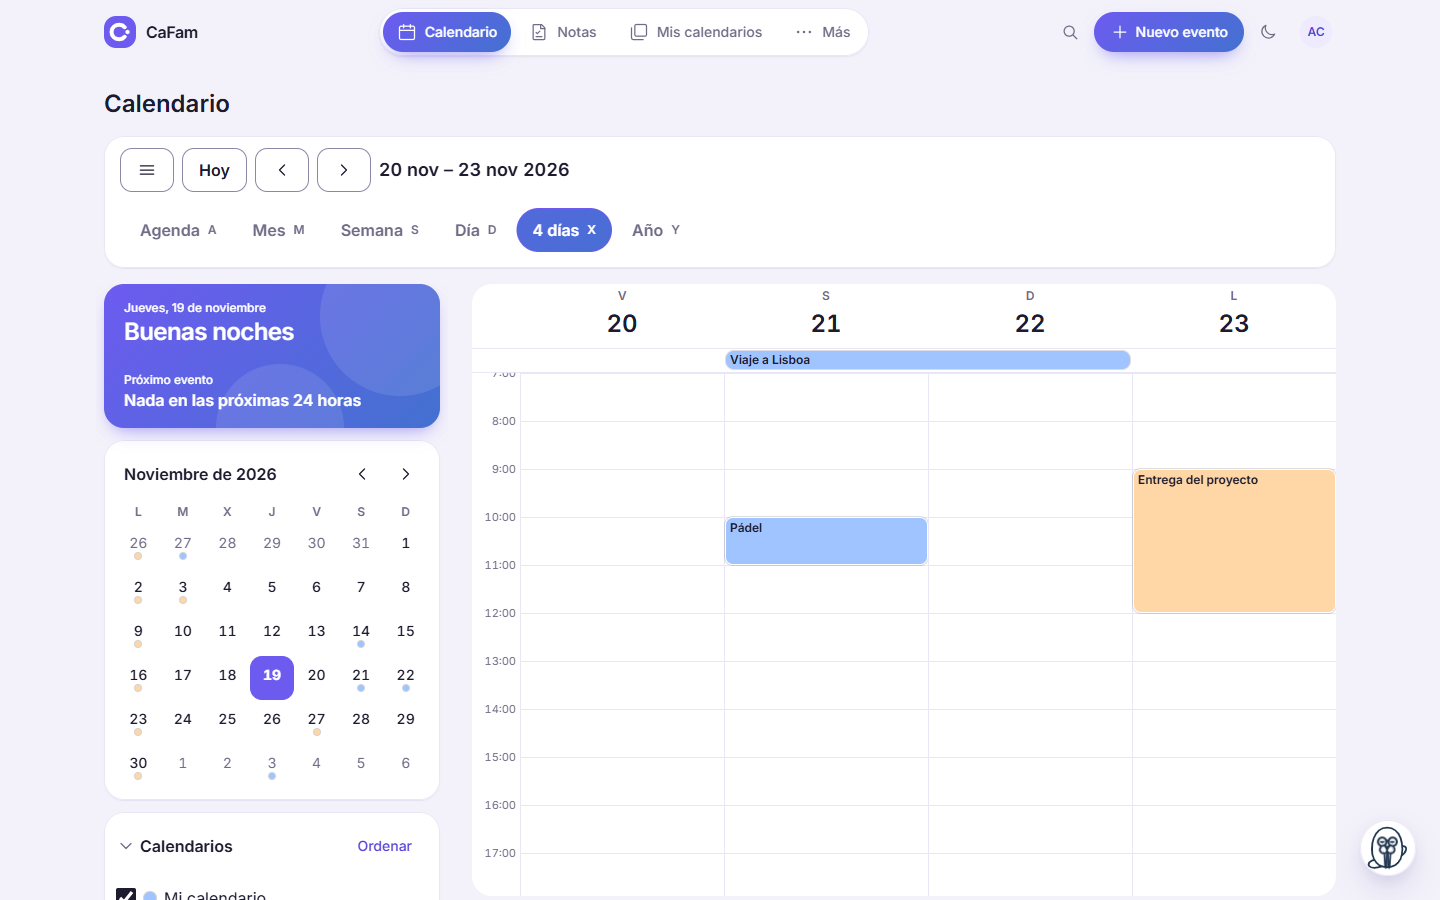 CaFam
Calendario
Notas
Mis calendarios
Más
Nuevo evento
AC
Calendario
Hoy
20 nov – 23 nov 2026
Agenda A
Mes M
Semana S
Día D
4 días X
Año Y
Jueves, 19 de noviembre
Buenas noches
Próximo evento
Nada en las próximas 24 horas
Noviembre de 2026
L M X J V S D
26 27 28 29 30 31 1
2 3 4 5 6 7 8
9 10 11 12 13 14 15
16 17 18 19 20 21 22
23 24 25 26 27 28 29
30 1 2 3 4 5 6
Calendarios
Ordenar
Mi calendario
V S D L
20 21 22 23
Viaje a Lisboa
7:00
8:00
9:00
Entrega del proyecto
10:00
Pádel
11:00
12:00
13:00
14:00
15:00
16:00
17:00